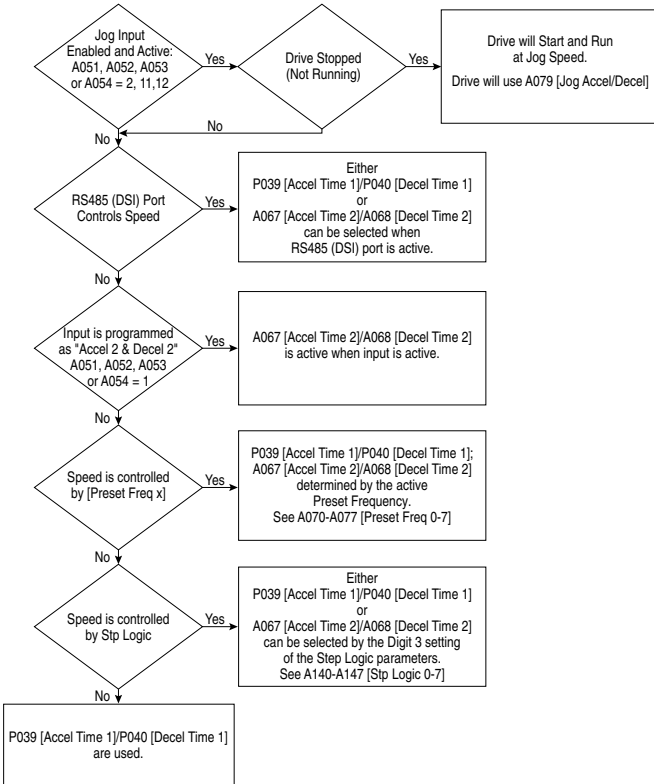 Jog Input
Enabled and Active:
A051, A052, A053
or A054 = 2, 11,12
Yes
Drive Stopped
(Not Running)
Yes
Drive will Start and Run
at Jog Speed.
Drive will use A079 [Jog Accel/Decel]
No
No
RS485 (DSI) Port
Controls Speed
Yes
Either
P039 [Accel Time 1]/P040 [Decel Time 1]
or
A067 [Accel Time 2]/A068 [Decel Time 2]
can be selected when
RS485 (DSI) port is active.
No
Input is programmed
as "Accel 2 & Decel 2"
A051, A052, A053
or A054 = 1
Yes
A067 [Accel Time 2]/A068 [Decel Time 2]
is active when input is active.
No
Speed is controlled
by [Preset Freq x]
Yes
P039 [Accel Time 1]/P040 [Decel Time 1];
A067 [Accel Time 2]/A068 [Decel Time 2]
determined by the active
Preset Frequency.
See A070-A077 [Preset Freq 0-7]
No
Speed is controlled
by Stp Logic
Yes
Either
P039 [Accel Time 1]/P040 [Decel Time 1]
or
A067 [Accel Time 2]/A068 [Decel Time 2]
can be selected by the Digit 3 setting
of the Step Logic parameters.
See A140-A147 [Stp Logic 0-7]
No
P039 [Accel Time 1]/P040 [Decel Time 1]
are used.